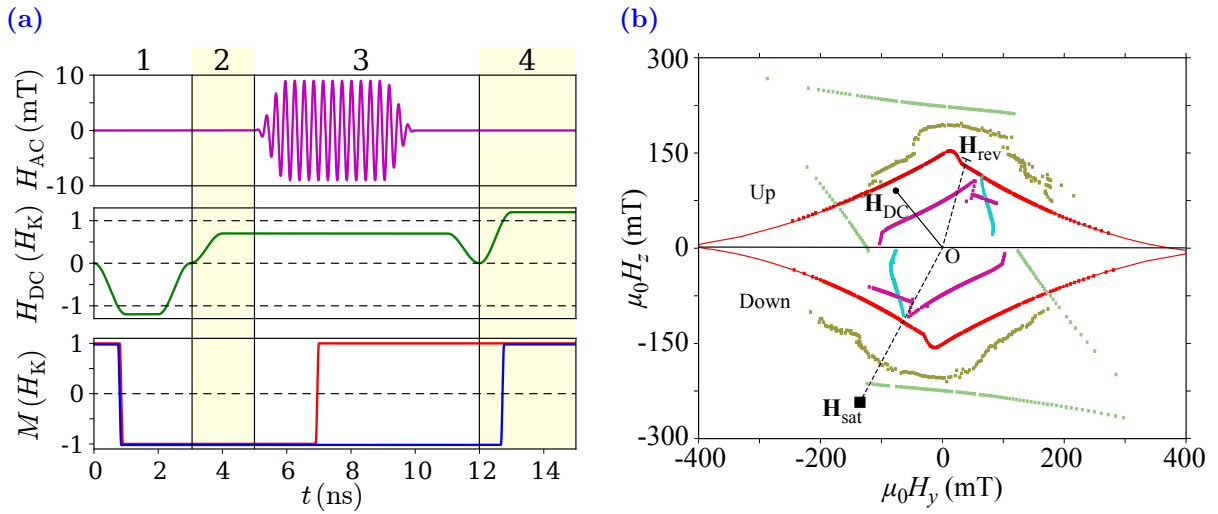 (a)
1 2 3 4
10
0
-10
H_AC (mT)
1
0
-1
H_DC (H_K)
1
0
-1
M (H_K)
0 2 4 6 8 10 12 14
t (ns)
(b)
300
150
0
-150
-300
μ₀H_z (mT)
Up
Down
H_rev
H_DC
O
H_sat
-400 -200 0 200 400
μ₀H_y (mT)